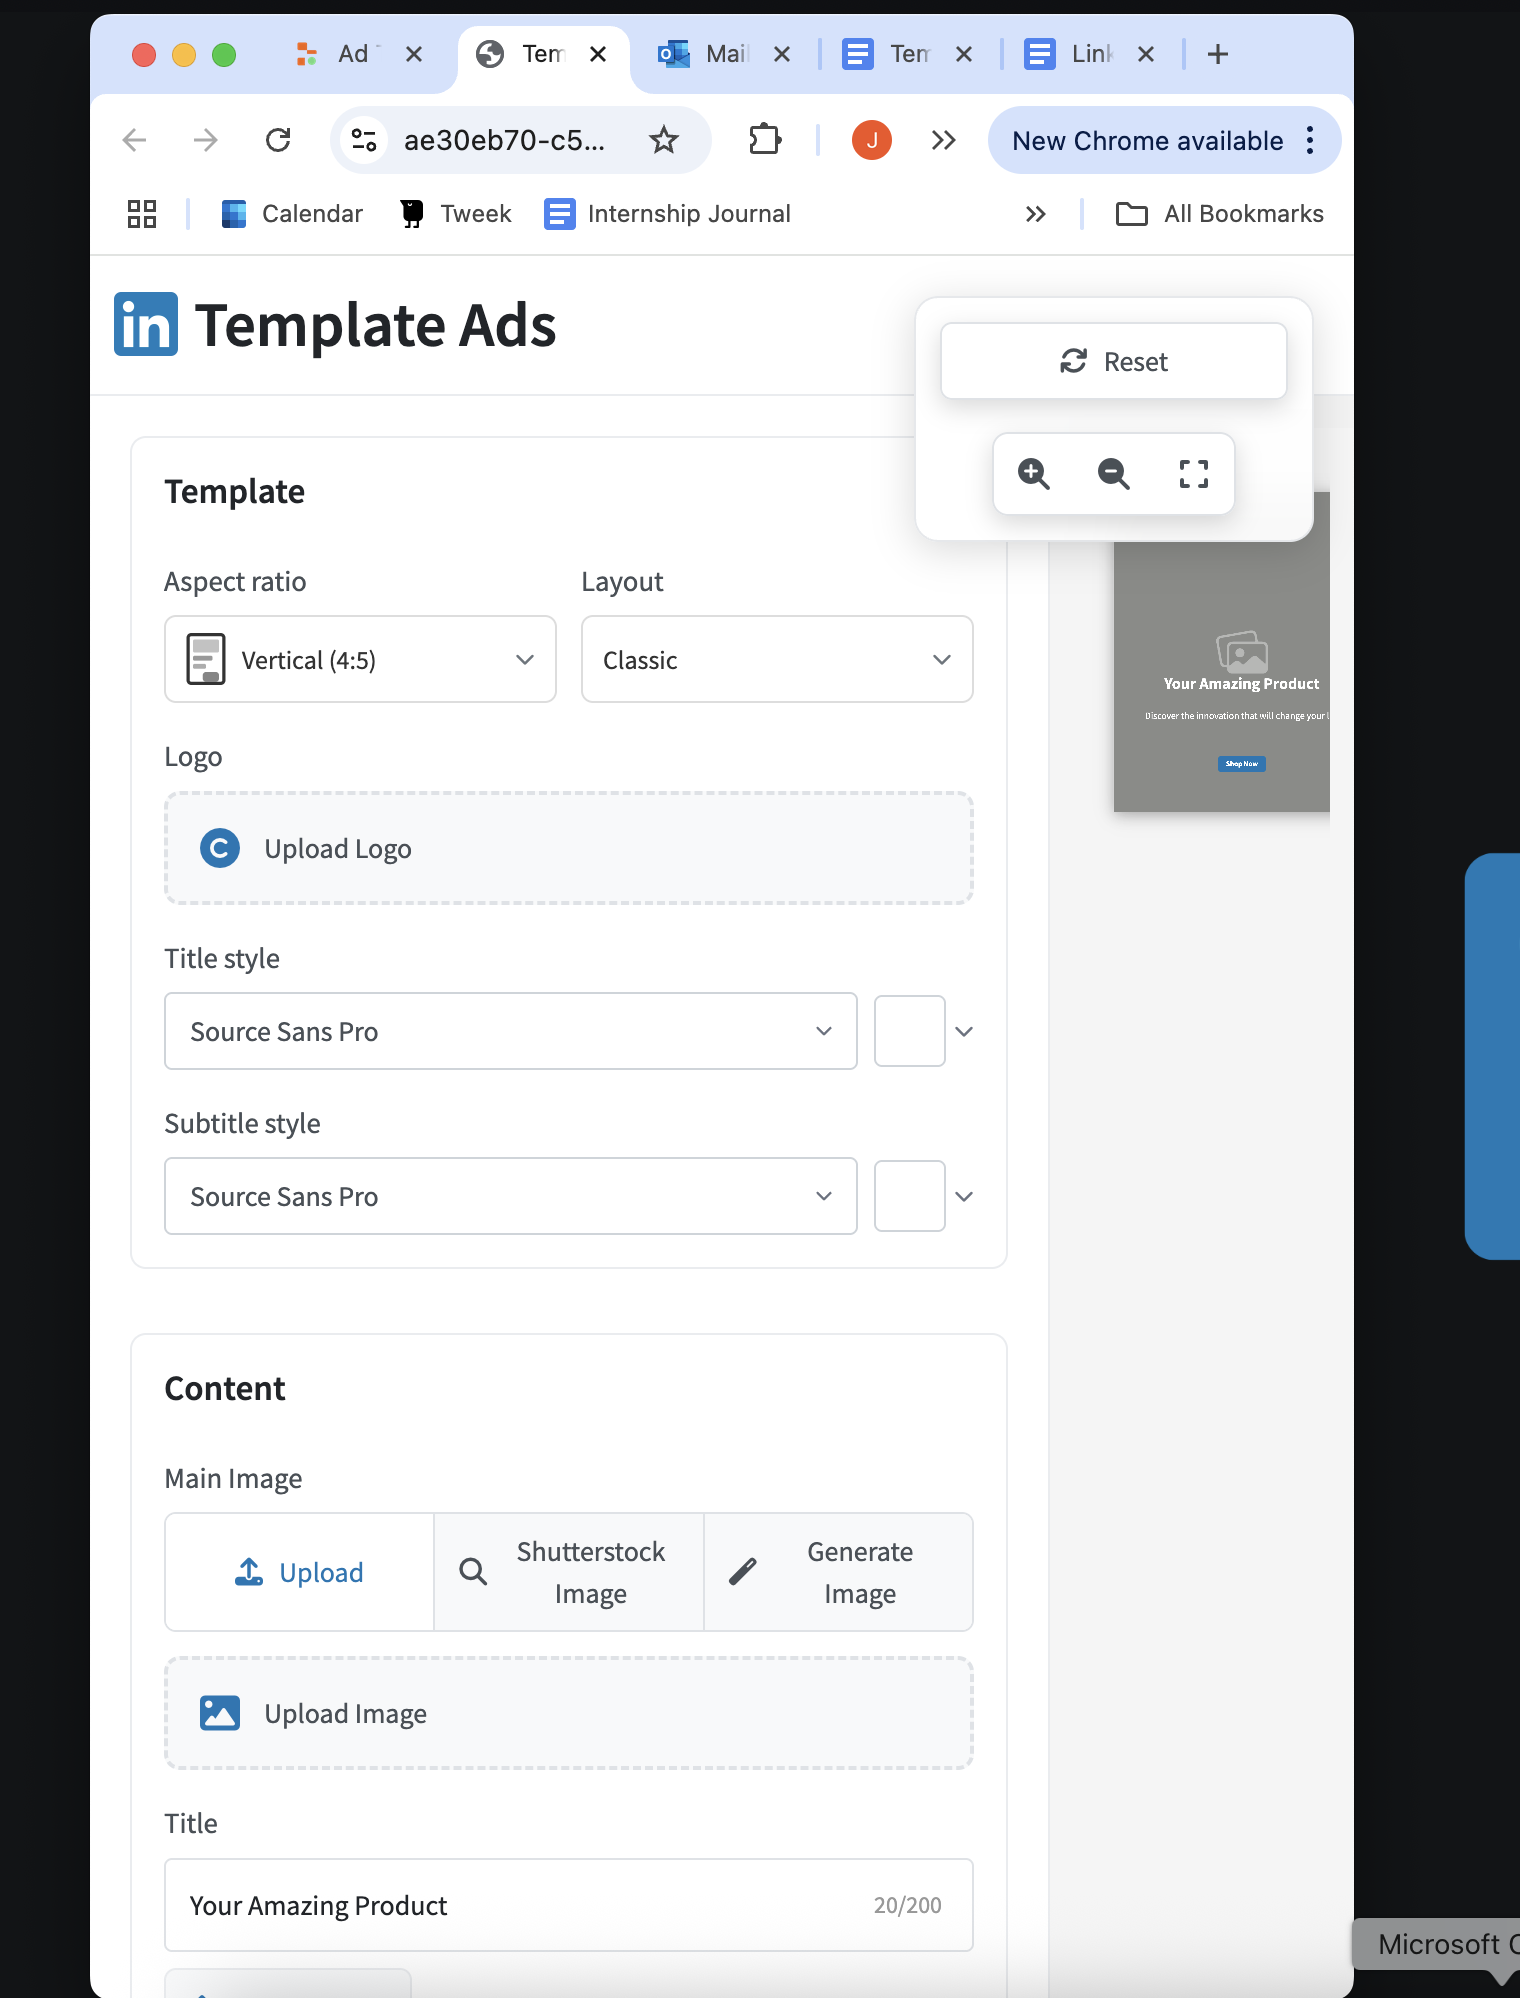 Ad
Tem
Mail
Tem
Link
ae30eb70-c5...
J
New Chrome available
Calendar
Tweek
Internship Journal
All Bookmarks
in Template Ads
Reset
Template
Aspect ratio
Layout
Vertical (4:5)
Classic
Logo
C Upload Logo
Title style
Source Sans Pro
Subtitle style
Source Sans Pro
Your Amazing Product
Discover the innovation that will change your l
Shop Now
Content
Main Image
Upload
Shutterstock
Image
Generate
Image
Upload Image
Title
Your Amazing Product
20/200
Microsoft